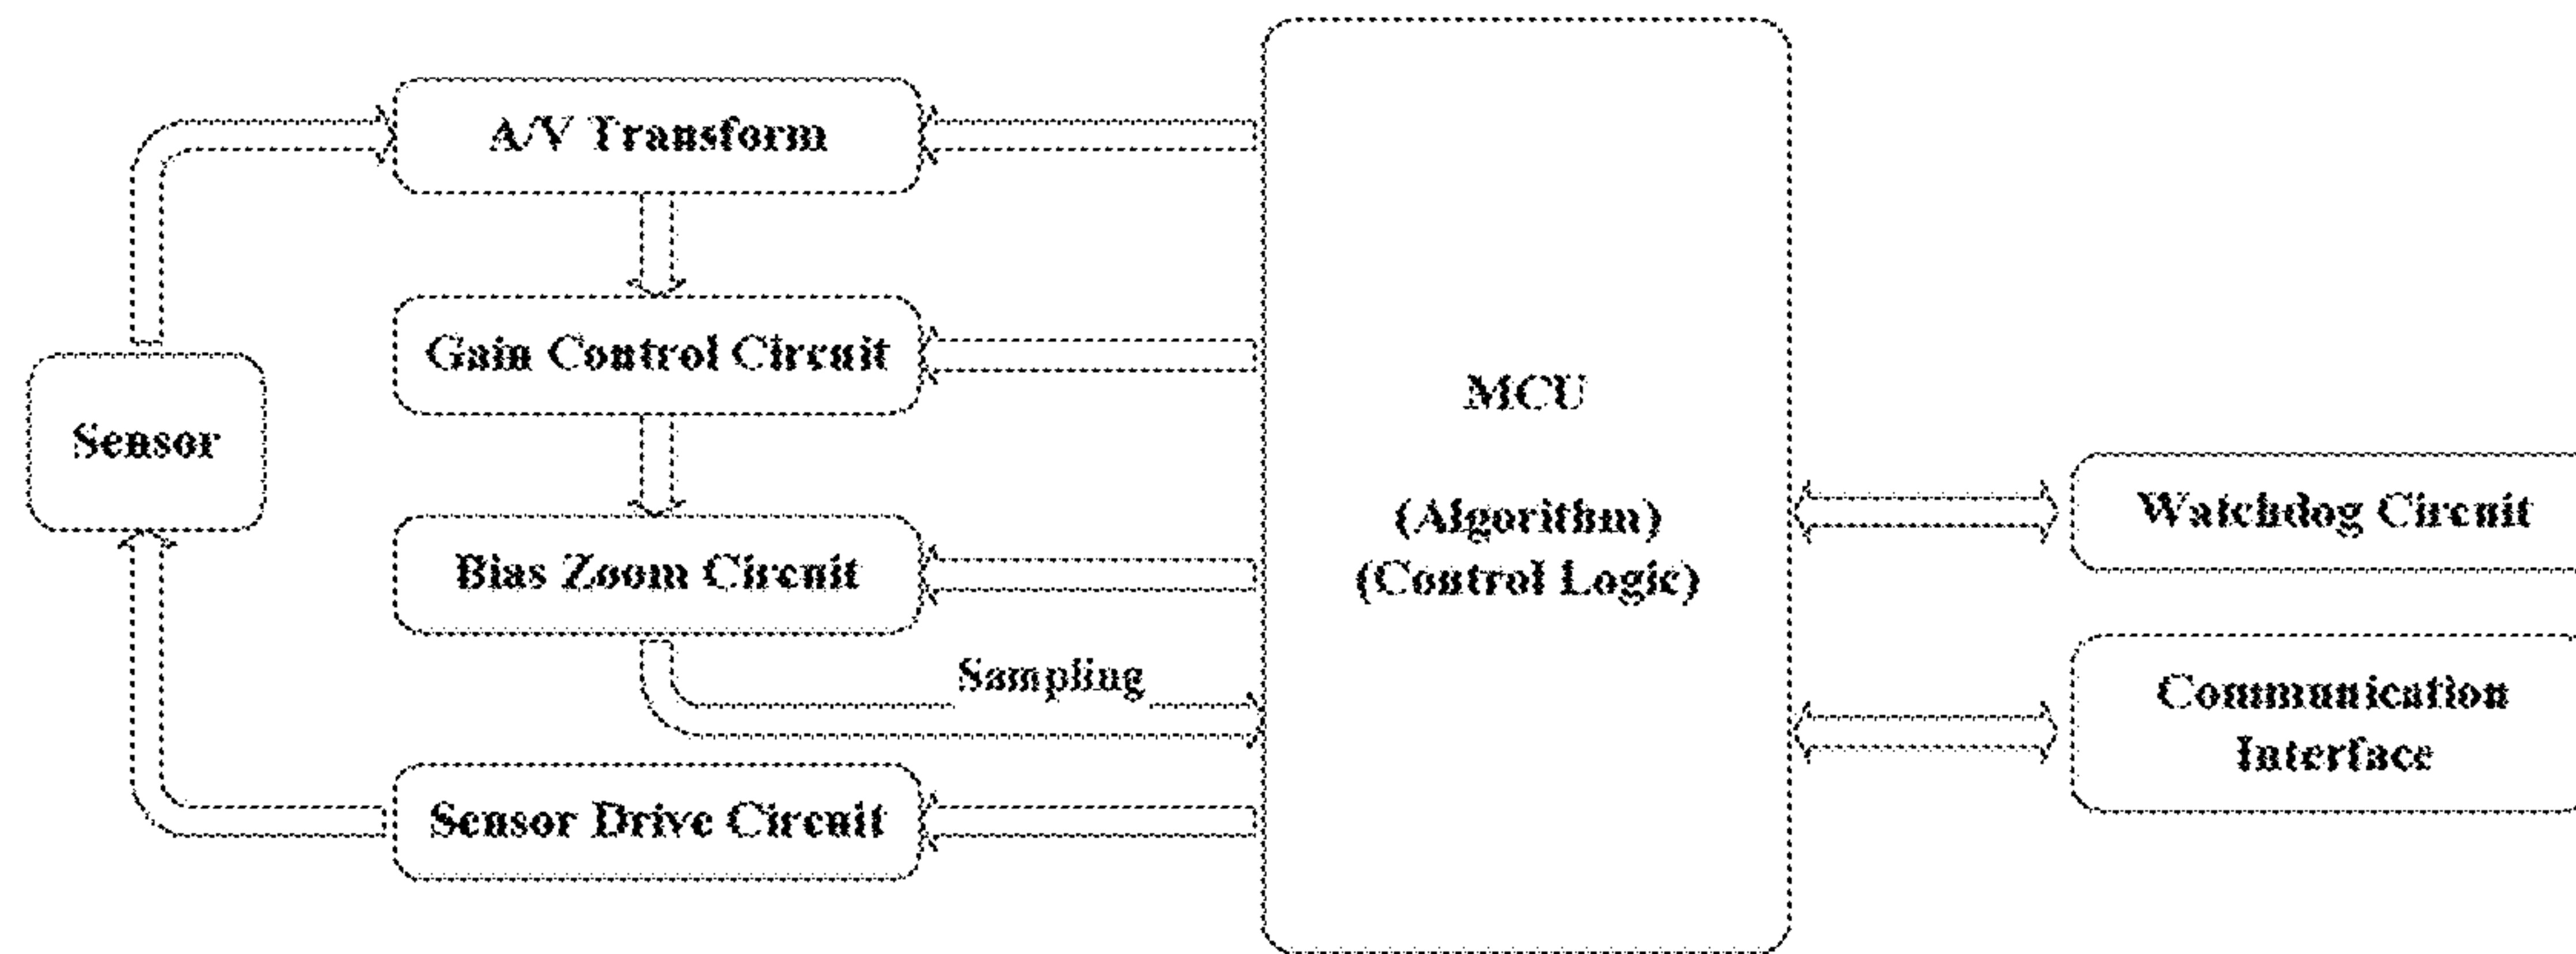 A/V Transform
Gain Control Circuit
Sensor
Bias Zoom Circuit
Sampling
Sensor Drive Circuit
MCU
(Algorithm)
(Control Logic)
Watchdog Circuit
Communication
Interface